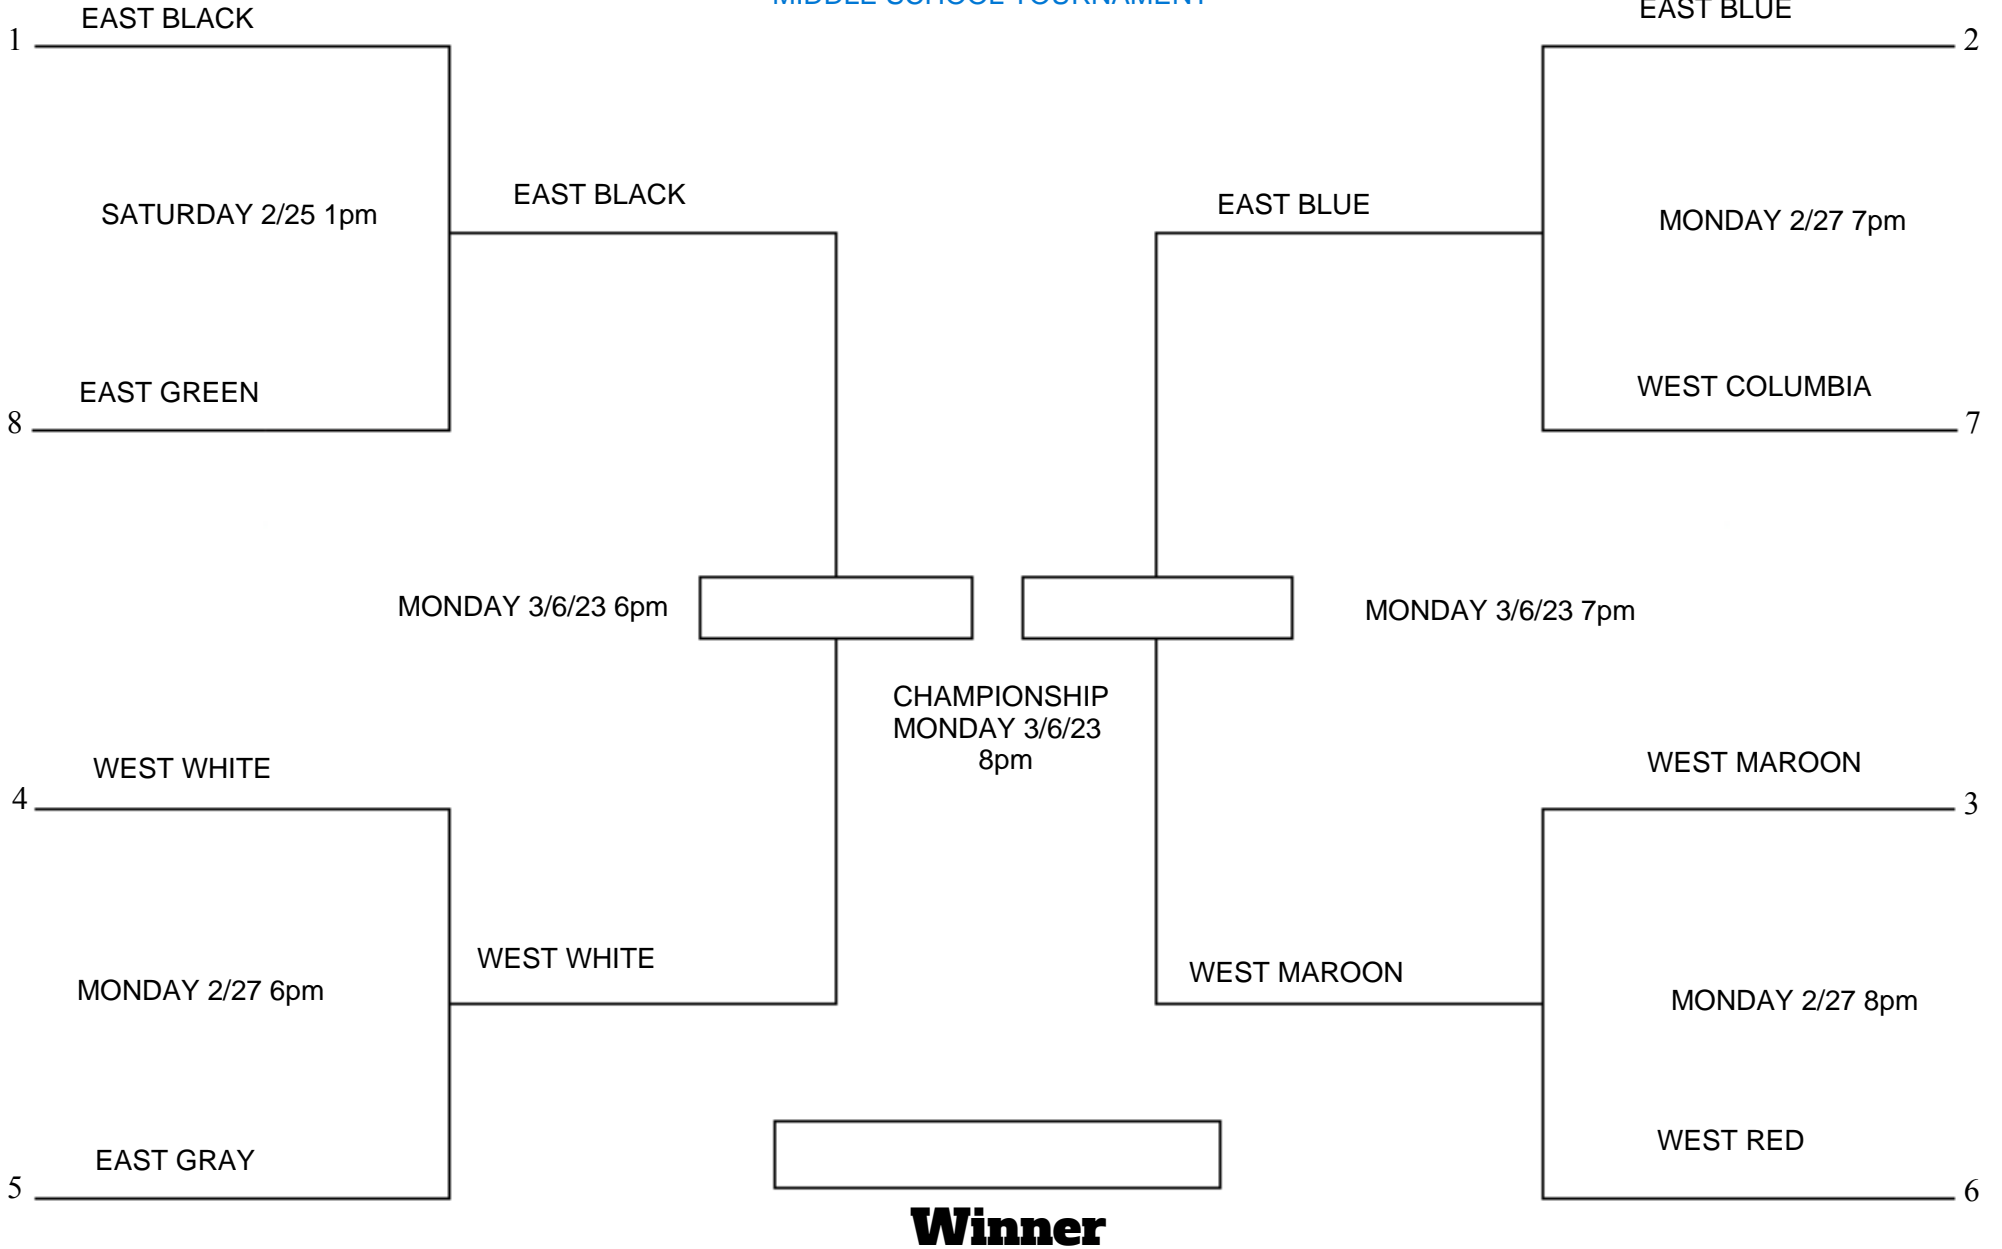 MIDDLE SCHOOL TOURNAMENT
EAST BLACK
1
EAST BLUE
2
SATURDAY 2/25 1pm
EAST BLACK
EAST BLUE
MONDAY 2/27 7pm
EAST GREEN
8
WEST COLUMBIA
7
MONDAY 3/6/23 6pm
MONDAY 3/6/23 7pm
CHAMPIONSHIP
MONDAY 3/6/23
8pm
WEST WHITE
4
WEST MAROON
3
WEST WHITE
WEST MAROON
MONDAY 2/27 6pm
MONDAY 2/27 8pm
EAST GRAY
5
WEST RED
6
Winner